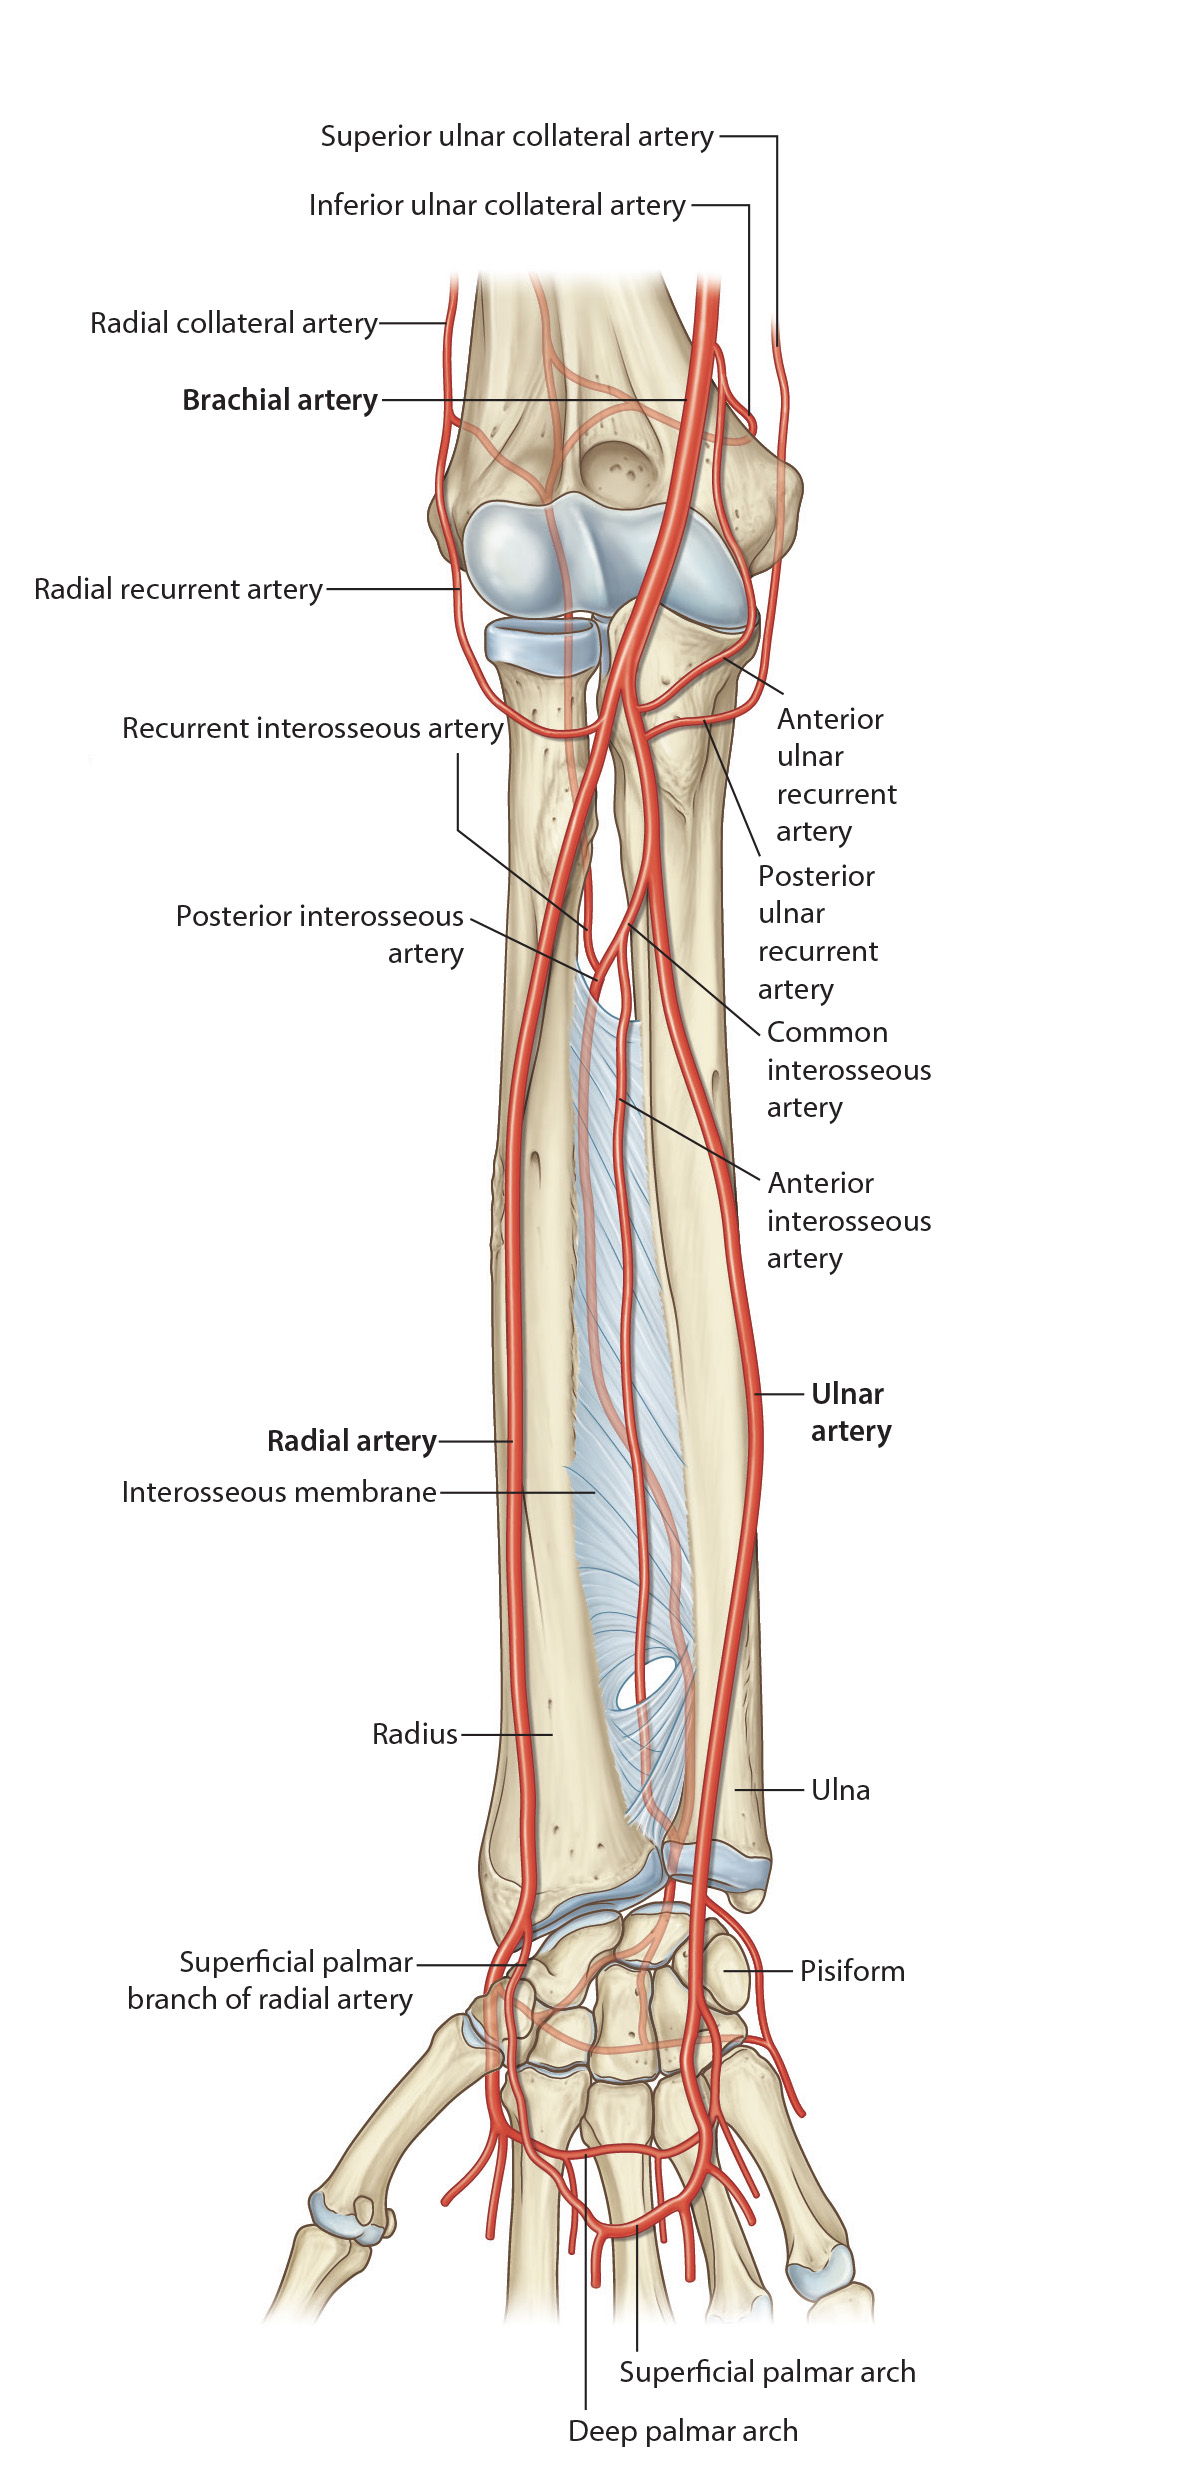 Superior ulnar collateral artery
Inferior ulnar collateral artery
Radial collateral artery
Brachial artery
Radial recurrent artery
Recurrent interosseous artery
Anterior
ulnar
recurrent
artery
Posterior
ulnar
recurrent
artery
Posterior interosseous
artery
Common
interosseous
artery
Anterior
interosseous
artery
Ulnar
artery
Radial artery
Interosseous membrane
Radius
Ulna
Superficial palmar
branch of radial artery
Pisiform
Superficial palmar arch
Deep palmar arch